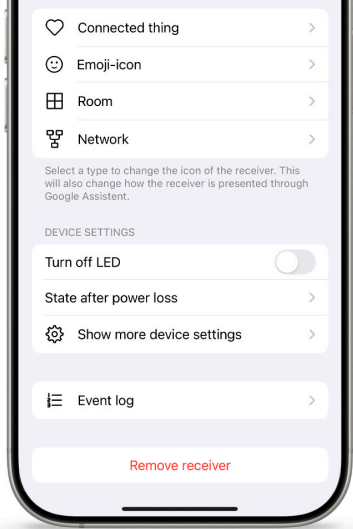 Connected thing
Emoji-icon
Room
Network
Select a type to change the icon of the receiver. This
will also change how the receiver is presented through
Google Assistent.
DEVICE SETTINGS
Turn off LED
State after power loss
Show more device settings
Event log
Remove receiver